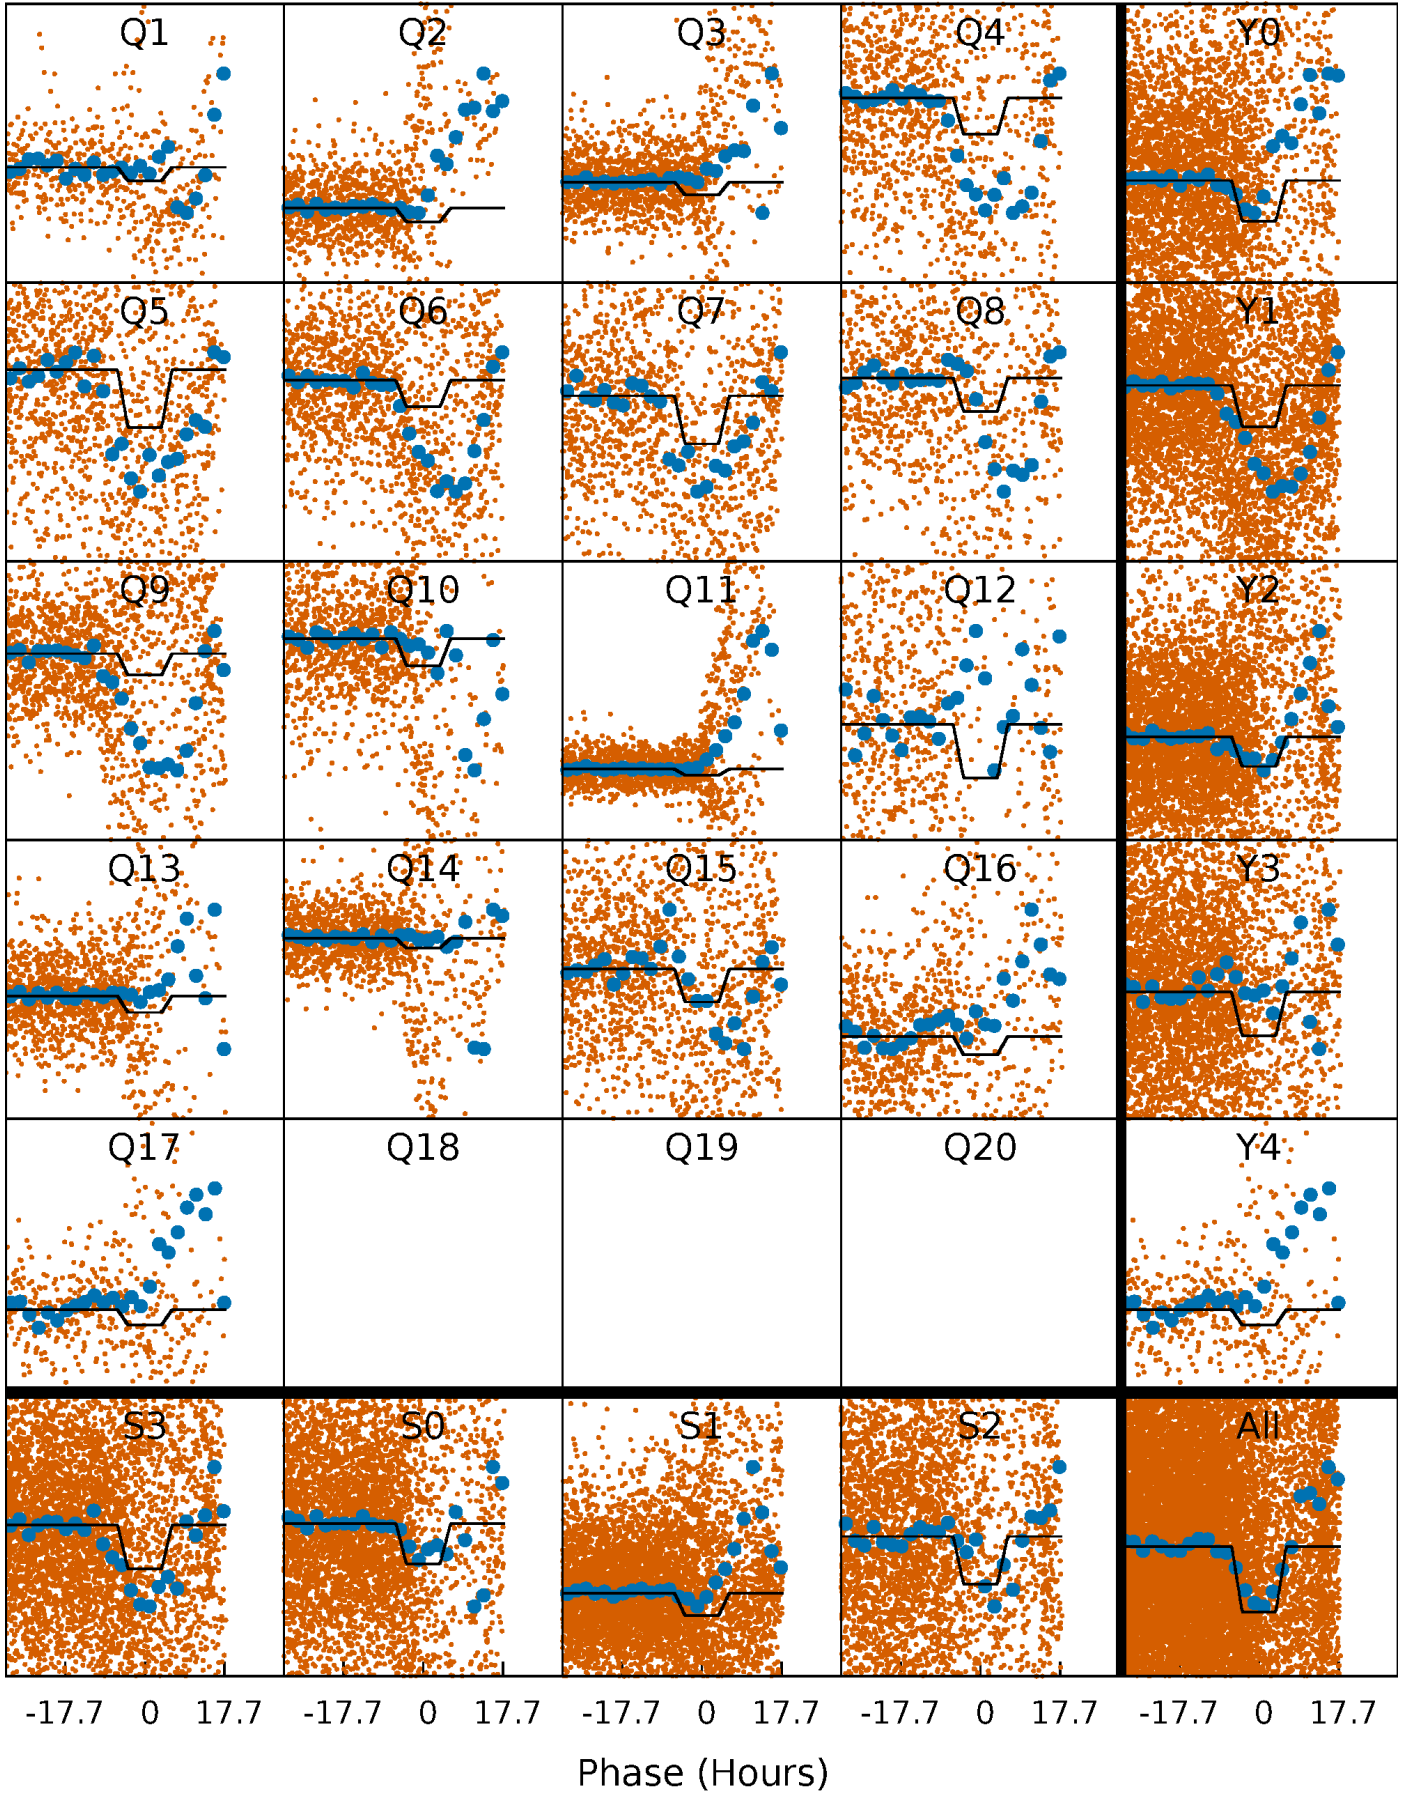 Q1 Q2 Q3 Q4 Y0
Q5 Q6 Q7 Q8 Y1
Q9 Q10 Q11 Q12 Y2
Q13 Q14 Q15 Q16 Y3
Q17 Q18 Q19 Q20 Y4
S3 S0 S1 S2 All
-17.7 0 17.7 -17.7 0 17.7 -17.7 0 17.7 -17.7 0 17.7 -17.7 0 17.7
Phase (Hours)